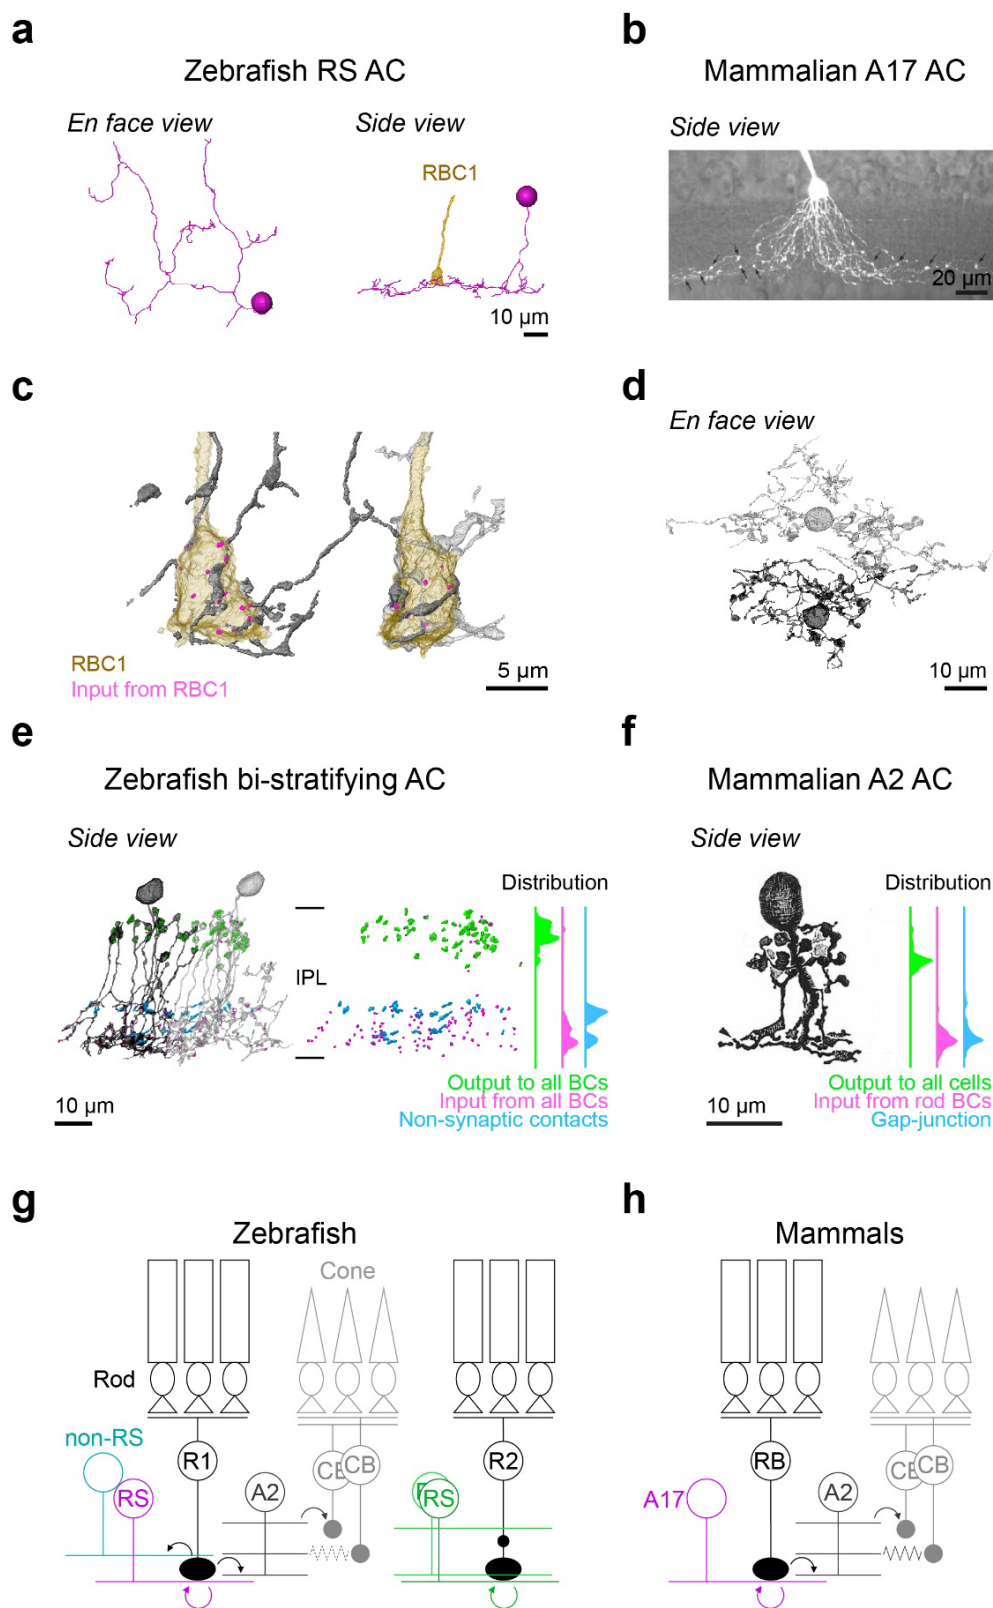 a
Zebrafish RS AC
En face view
Side view
RBC1
10 µm
b
Mammalian A17 AC
Side view
20 µm
c
RBC1
Input from RBC1
5 µm
d
En face view
10 µm
e
Zebrafish bi-stratifying AC
Side view
IPL
Distribution
Output to all BCs
Input from all BCs
Non-synaptic contacts
10 µm
f
Mammalian A2 AC
Side view
Distribution
Output to all cells
Input from rod BCs
Gap-junction
10 µm
g
Zebrafish
Cone
Rod
non-RS
R1
RS
A2
CB
CB
R2
RS
h
Mammals
RB
A17
A2
CB
CB